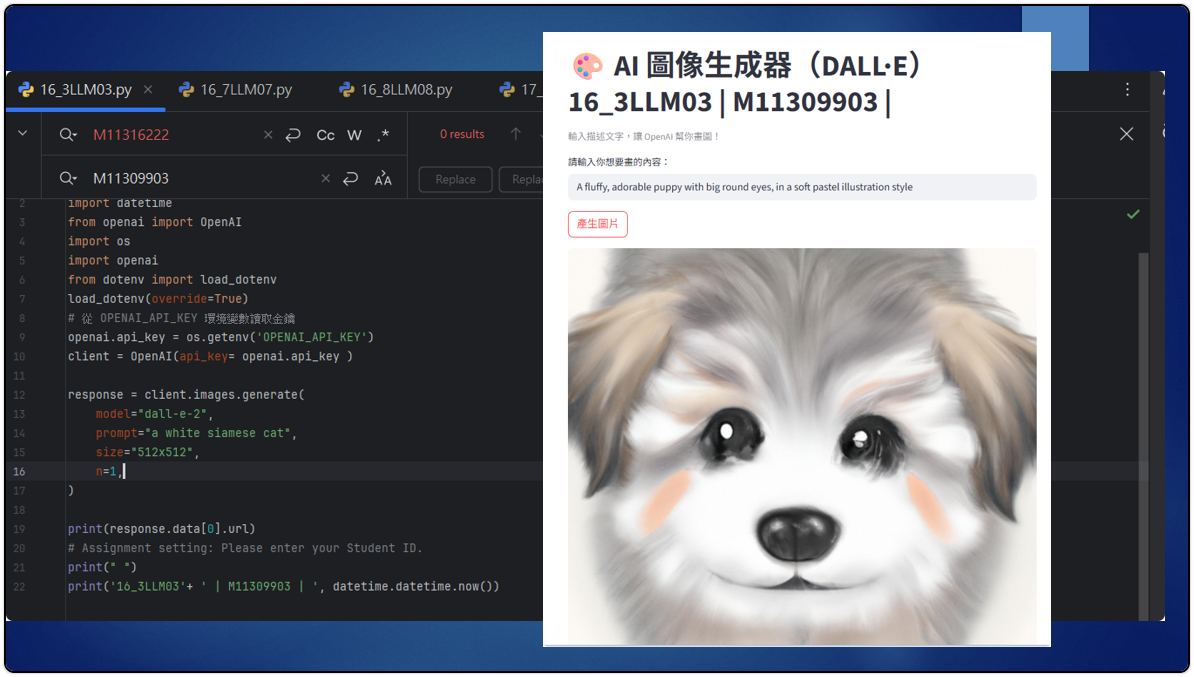 16_3LLM03.py
16_7LLM07.py
16_8LLM08.py
17_
M11316222
Cc
W
.*
0 results
M11309903
Replace
Replac
2 import datetime
3 from openai import OpenAI
4 import os
5 import openai
6 from dotenv import load_dotenv
7 load_dotenv(override=True)
8 # 從 OPENAI_API_KEY 環境變數讀取金鑰
9 openai.api_key = os.getenv('OPENAI_API_KEY')
10 client = OpenAI(api_key= openai.api_key )
11
12 response = client.images.generate(
13 model="dall-e-2",
14 prompt="a white siamese cat",
15 size="512x512",
16 n=1,
17 )
18
19 print(response.data[0].url)
20 # Assignment setting: Please enter your Student ID.
21 print(" ")
22 print('16_3LLM03'+ ' | M11309903 | ', datetime.datetime.now())
AI 圖像生成器（DALL·E）
16_3LLM03 | M11309903 |
輸入描述文字，讓 OpenAI 幫你畫圖！
請輸入你想要畫的內容：
A fluffy, adorable puppy with big round eyes, in a soft pastel illustration style
產生圖片